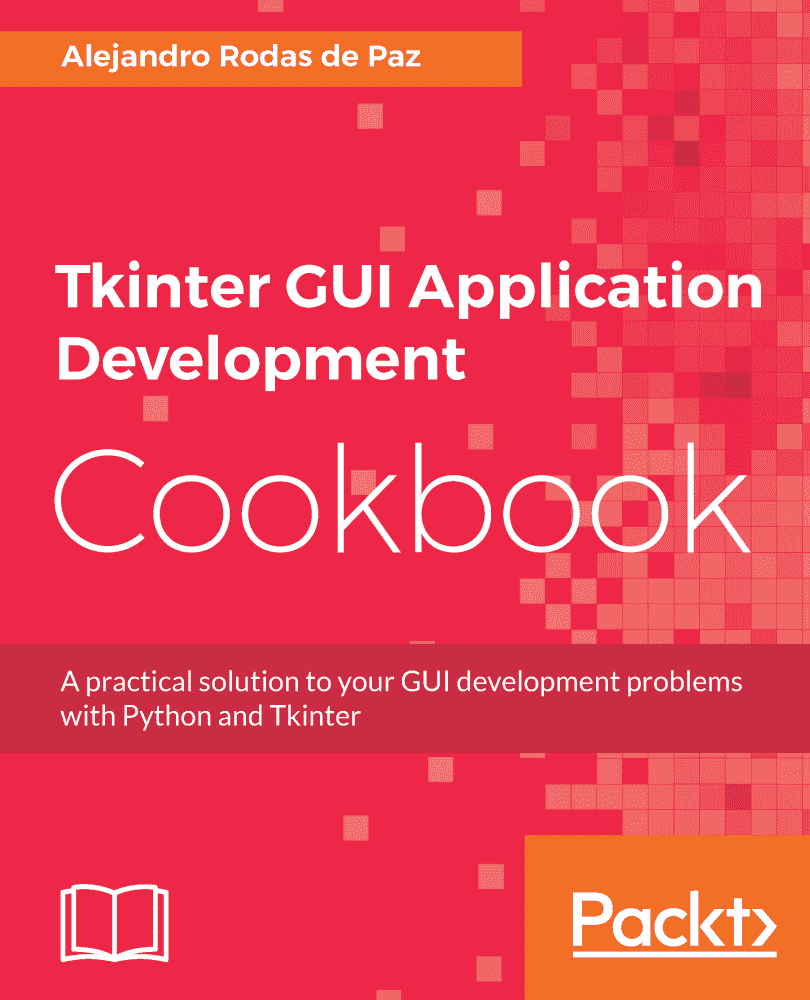 Alejandro Rodas de Paz
Tkinter GUI Application
Development
Cookbook
A practical solution to your GUI development problems
with Python and Tkinter
Packt